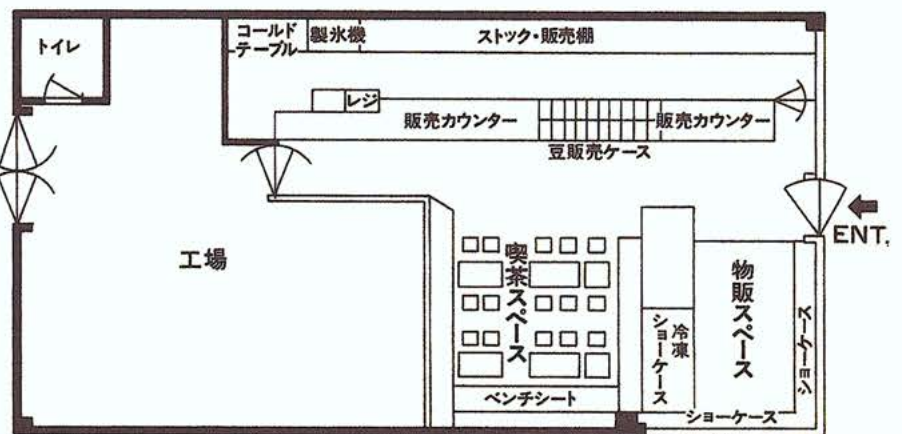 トイレ
コールド
テーブル
製氷機
ストック・販売棚
レジ
販売カウンター
販売カウンター
豆販売ケース
ENT.
工場
喫茶スペース
物販スペース
冷凍
ショーケース
ショーケース
ベンチシート
ショーケース